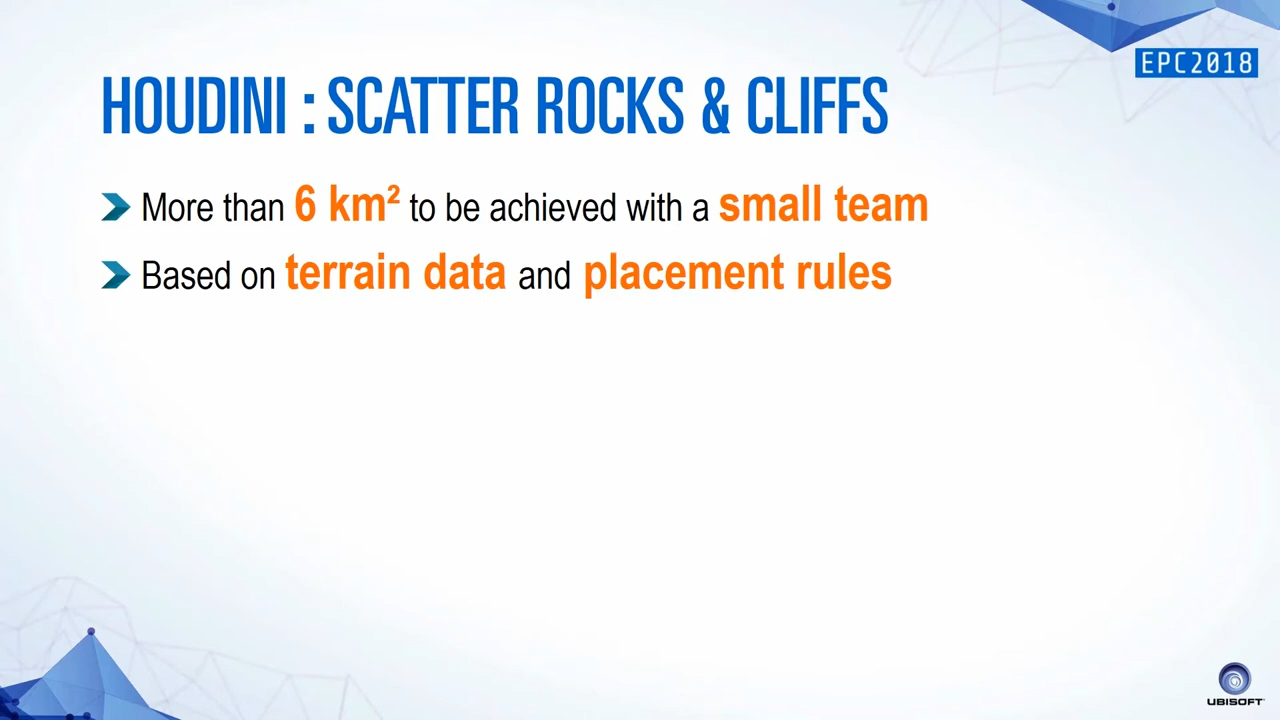 EPC2018
HOUDINI : SCATTER ROCKS & CLIFFS
More than 6 km² to be achieved with a small team
Based on terrain data and placement rules
UBISOFT